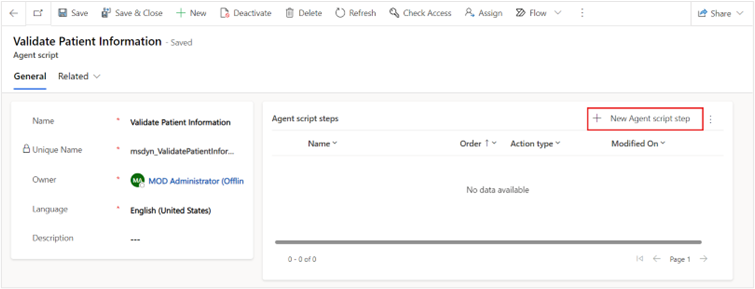 Save Save & Close New Deactivate Delete Refresh Check Access Assign Flow Share
Validate Patient Information - Saved
Agent script
General Related
Name * Validate Patient Information
Unique Name * msdyn_ValidatePatientInfor...
Owner * MA MOD Administrator (Offlin
Language * English (United States)
Description ---
Agent script steps
+ New Agent script step
Name Order ↑ Action type Modified On
No data available
0 - 0 of 0
Page 1